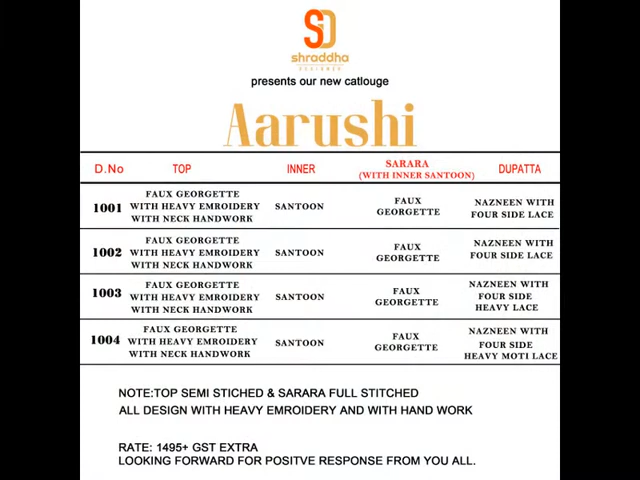 SD
shraddha
DESIGNER
presents our new catlouge
Aarushi
D.No TOP INNER SARARA (WITH INNER SANTOON) DUPATTA
1001 FAUX GEORGETTE WITH HEAVY EMROIDERY WITH NECK HANDWORK SANTOON FAUX GEORGETTE NAZNEEN WITH FOUR SIDE LACE
1002 FAUX GEORGETTE WITH HEAVY EMROIDERY WITH NECK HANDWORK SANTOON FAUX GEORGETTE NAZNEEN WITH FOUR SIDE LACE
1003 FAUX GEORGETTE WITH HEAVY EMROIDERY WITH NECK HANDWORK SANTOON FAUX GEORGETTE NAZNEEN WITH FOUR SIDE HEAVY LACE
1004 FAUX GEORGETTE WITH HEAVY EMROIDERY WITH NECK HANDWORK SANTOON FAUX GEORGETTE NAZNEEN WITH FOUR SIDE HEAVY MOTI LACE
NOTE:TOP SEMI STICHED & SARARA FULL STITCHED
ALL DESIGN WITH HEAVY EMROIDERY AND WITH HAND WORK
RATE: 1495+ GST EXTRA
LOOKING FORWARD FOR POSITVE RESPONSE FROM YOU ALL.